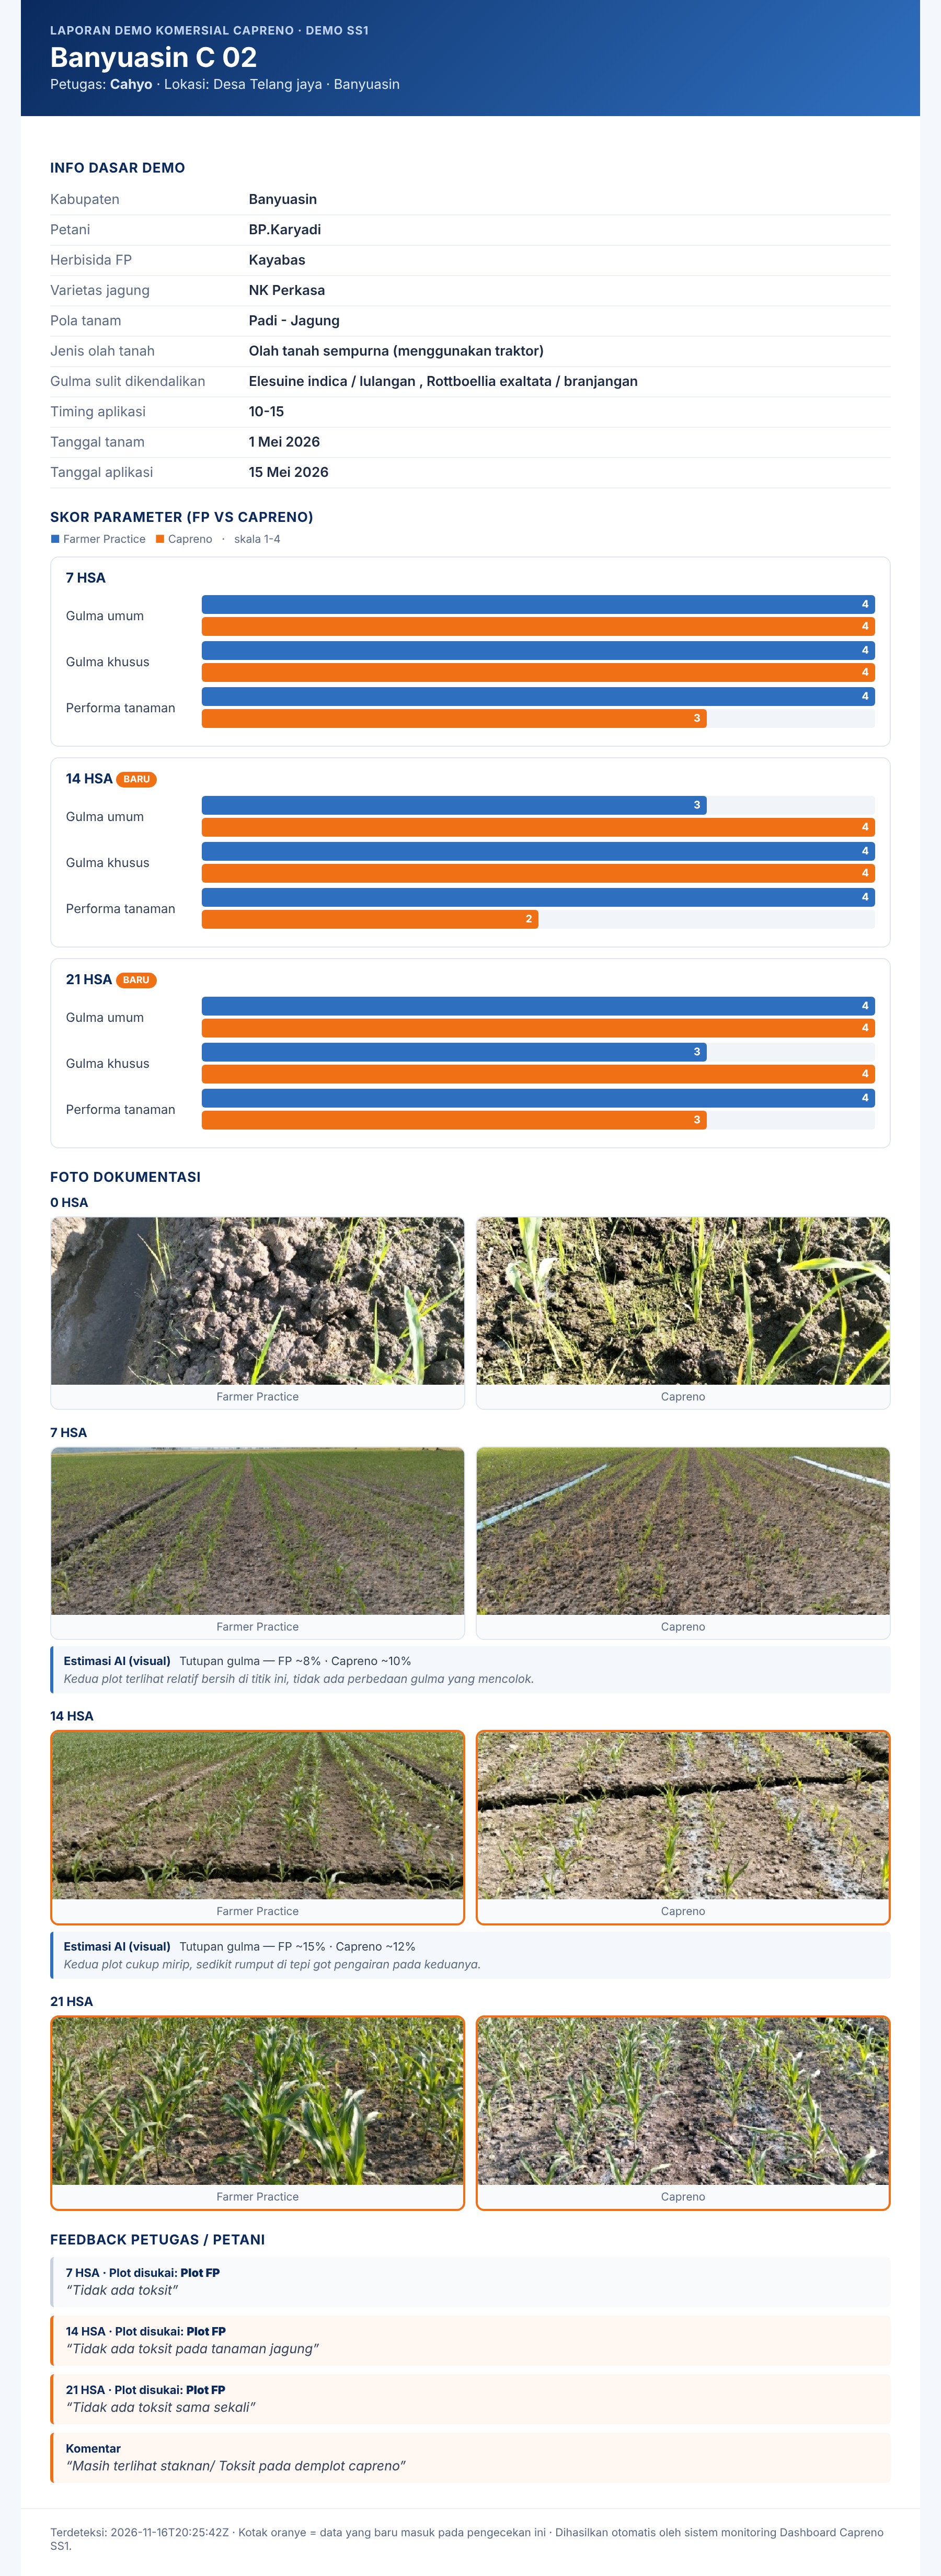 LAPORAN DEMO KOMERSIAL CAPRENO · DEMO SS1
Banyuasin C 02
Petugas: Cahyo · Lokasi: Desa Telang jaya · Banyuasin
INFO DASAR DEMO
Kabupaten Banyuasin
Petani BP.Karyadi
Herbisida FP Kayabas
Varietas jagung NK Perkasa
Pola tanam Padi - Jagung
Jenis olah tanah Olah tanah sempurna (menggunakan traktor)
Gulma sulit dikendalikan Elesuine indica / lulangan , Rottboellia exaltata / branjangan
Timing aplikasi 10-15
Tanggal tanam 1 Mei 2026
Tanggal aplikasi 15 Mei 2026
SKOR PARAMETER (FP VS CAPRENO)
Farmer Practice Capreno · skala 1-4
7 HSA
Gulma umum
4
4
Gulma khusus
4
4
Performa tanaman
4
3
14 HSA BARU
Gulma umum
3
4
Gulma khusus
4
4
Performa tanaman
4
2
21 HSA BARU
Gulma umum
4
4
Gulma khusus
3
4
Performa tanaman
4
3
FOTO DOKUMENTASI
0 HSA
Farmer Practice Capreno
7 HSA
Farmer Practice Capreno
Estimasi AI (visual) Tutupan gulma — FP ~8% · Capreno ~10%
Kedua plot terlihat relatif bersih di titik ini, tidak ada perbedaan gulma yang mencolok.
14 HSA
Farmer Practice Capreno
Estimasi AI (visual) Tutupan gulma — FP ~15% · Capreno ~12%
Kedua plot cukup mirip, sedikit rumput di tepi got pengairan pada keduanya.
21 HSA
Farmer Practice Capreno
FEEDBACK PETUGAS / PETANI
7 HSA · Plot disukai: Plot FP
“Tidak ada toksit”
14 HSA · Plot disukai: Plot FP
“Tidak ada toksit pada tanaman jagung”
21 HSA · Plot disukai: Plot FP
“Tidak ada toksit sama sekali”
Komentar
“Masih terlihat staknan/ Toksit pada demplot capreno”
Terdeteksi: 2026-11-16T20:25:42Z · Kotak oranye = data yang baru masuk pada pengecekan ini · Dihasilkan otomatis oleh sistem monitoring Dashboard Capreno
SS1.